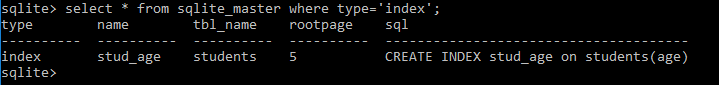 sqlite> select * from sqlite_master where type='index';
type        name        tbl_name    rootpage    sql
----------  ----------  ----------  ----------  ---------------------------------------
index       stud_age    students    5           CREATE INDEX stud_age on students(age)
sqlite>